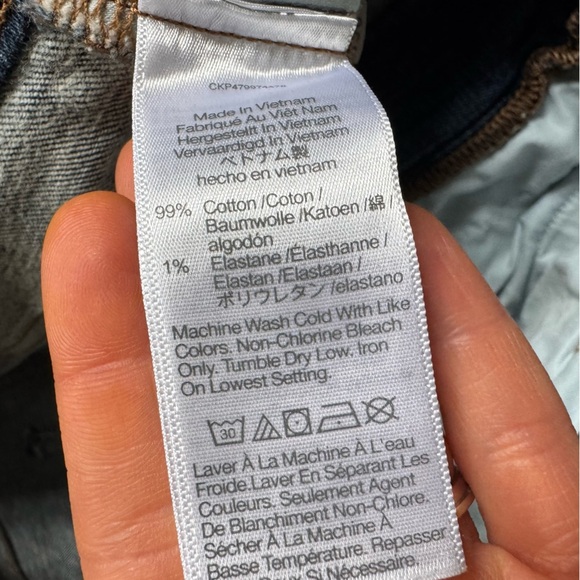 Made In Vietnam
Fabriqué Au Viêt Nam
Hergestellt In Vietnam
Vervaardigd In Vietnam
ベトナム製
hecho en vietnam
99% Cotton /Coton /
Baumwolle /Katoen /綿/
algodón
1% Elastane /Élasthanne /
Elastan /Elastaan /
ポリウレタン /elastano
Machine Wash Cold With Like
Colors. Non-Chlorine Bleach
Only. Tumble Dry Low. Iron
On Lowest Setting.
30
Laver À La Machine À L'eau
Froide.Laver En Séparant Les
Couleurs. Seulement Agent
De Blanchiment Non-Chlore.
Sécher À La Machine À
Basse Température. Repasser
Si Nécessaire.